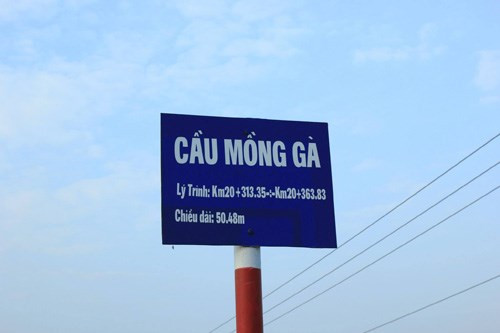 CẦU MỒNG GÀ
Lý Trình: Km20+313.35-:-Km20+363.83
Chiều dài: 50.48m